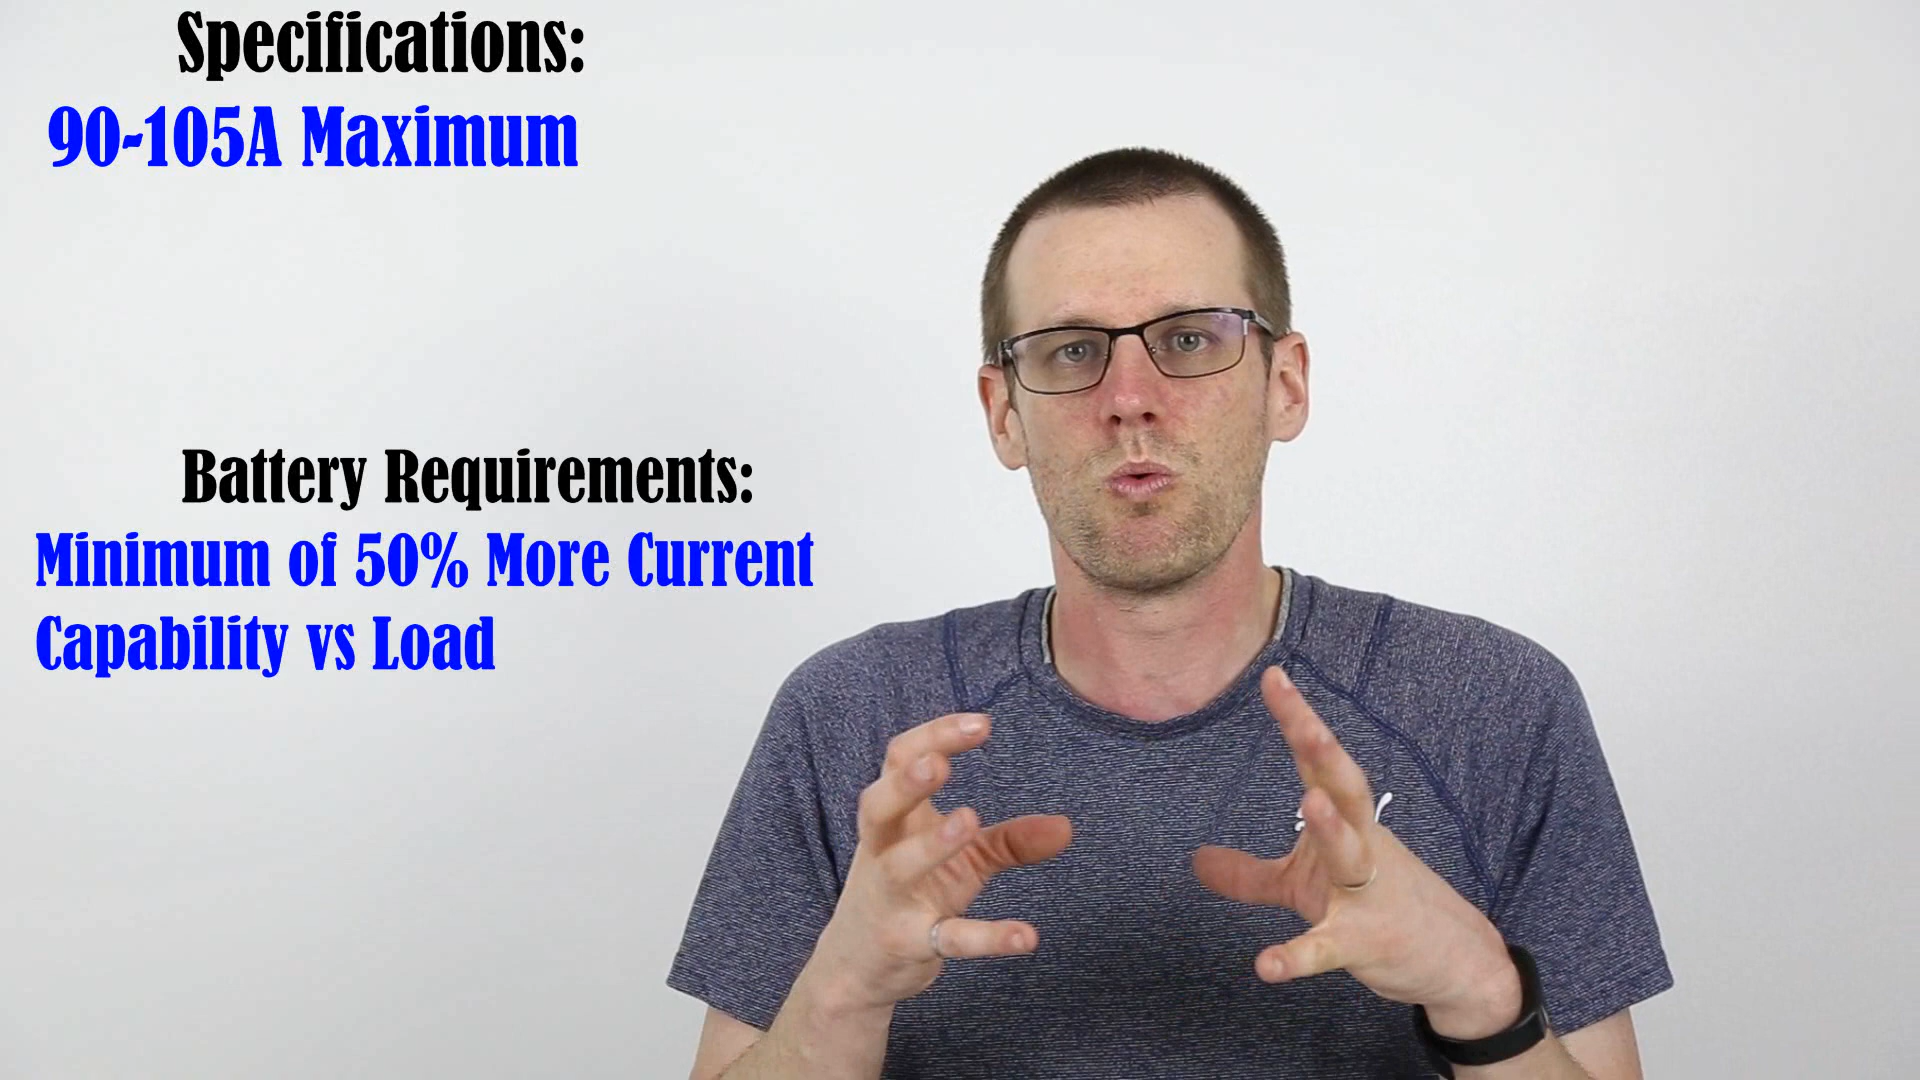 Specifications:
90-105A Maximum
Battery Requirements:
Minimum of 50% More Current
Capability vs Load